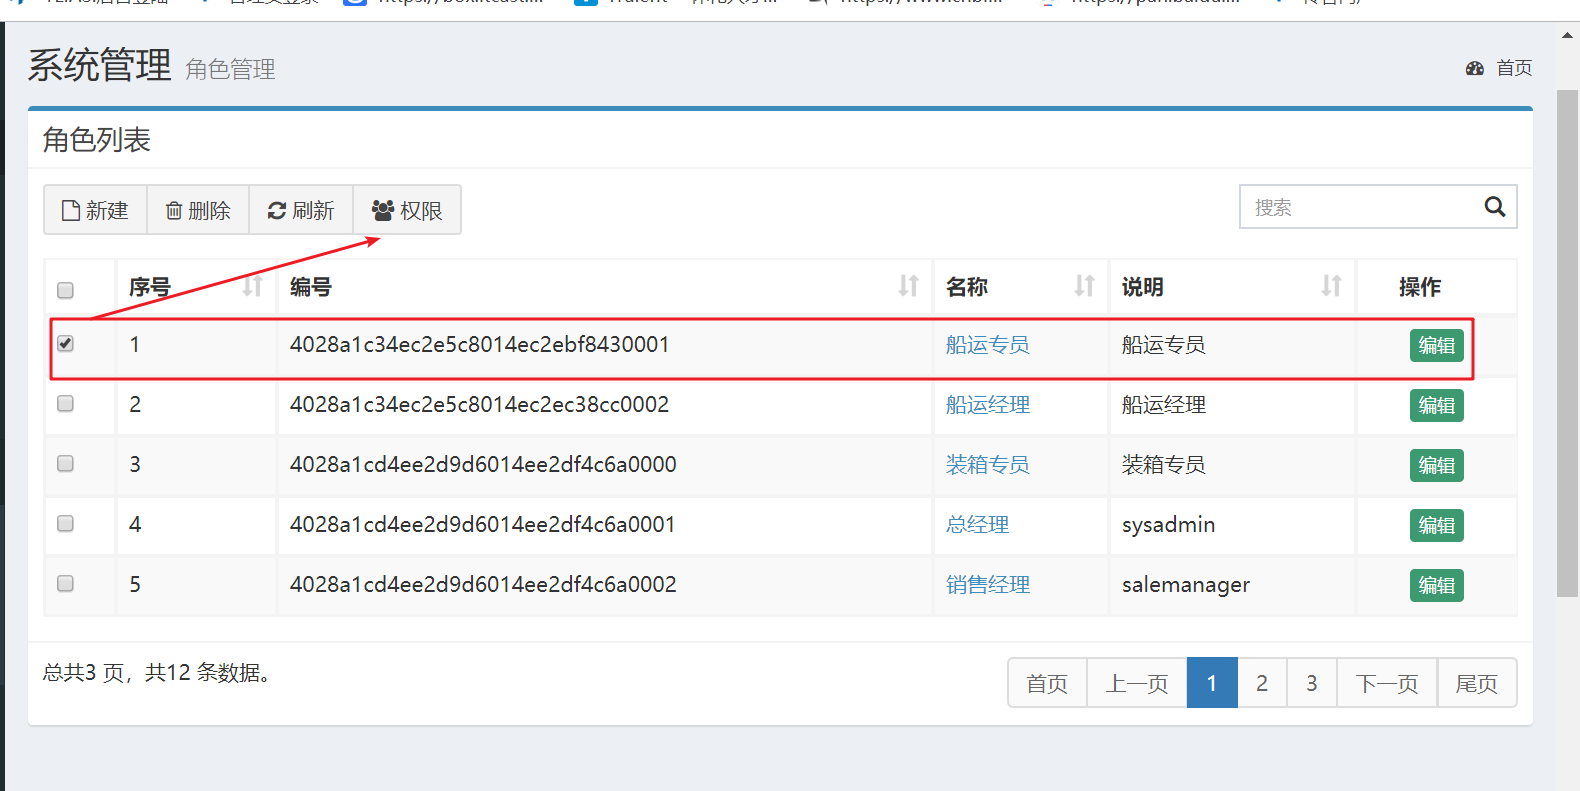 系统管理 角色管理
首页
角色列表
新建 删除 刷新 权限
搜索
序号 编号 名称 说明 操作
1 4028a1c34ec2e5c8014ec2ebf8430001 船运专员 船运专员 编辑
2 4028a1c34ec2e5c8014ec2ec38cc0002 船运经理 船运经理 编辑
3 4028a1cd4ee2d9d6014ee2df4c6a0000 装箱专员 装箱专员 编辑
4 4028a1cd4ee2d9d6014ee2df4c6a0001 总经理 sysadmin 编辑
5 4028a1cd4ee2d9d6014ee2df4c6a0002 销售经理 salemanager 编辑
总共3 页，共12 条数据。
首页 上一页 1 2 3 下一页 尾页